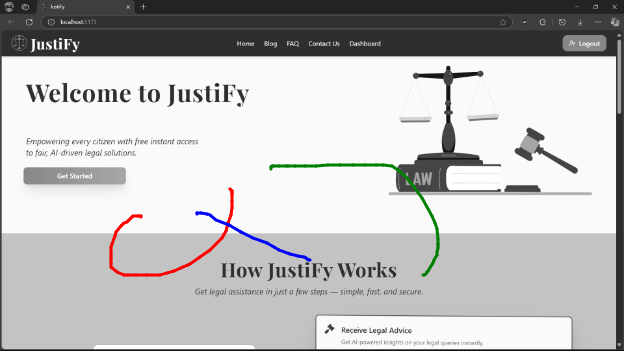 Justify
localhost:5173
JustiFy
Home Blog FAQ Contact Us Dashboard
Logout
Welcome to JustiFy
Empowering every citizen with free instant access
to fair, AI-driven legal solutions.
Get Started
LAW
How JustiFy Works
Get legal assistance in just a few steps — simple, fast, and secure.
Receive Legal Advice
Get AI-powered insights on your legal queries instantly.